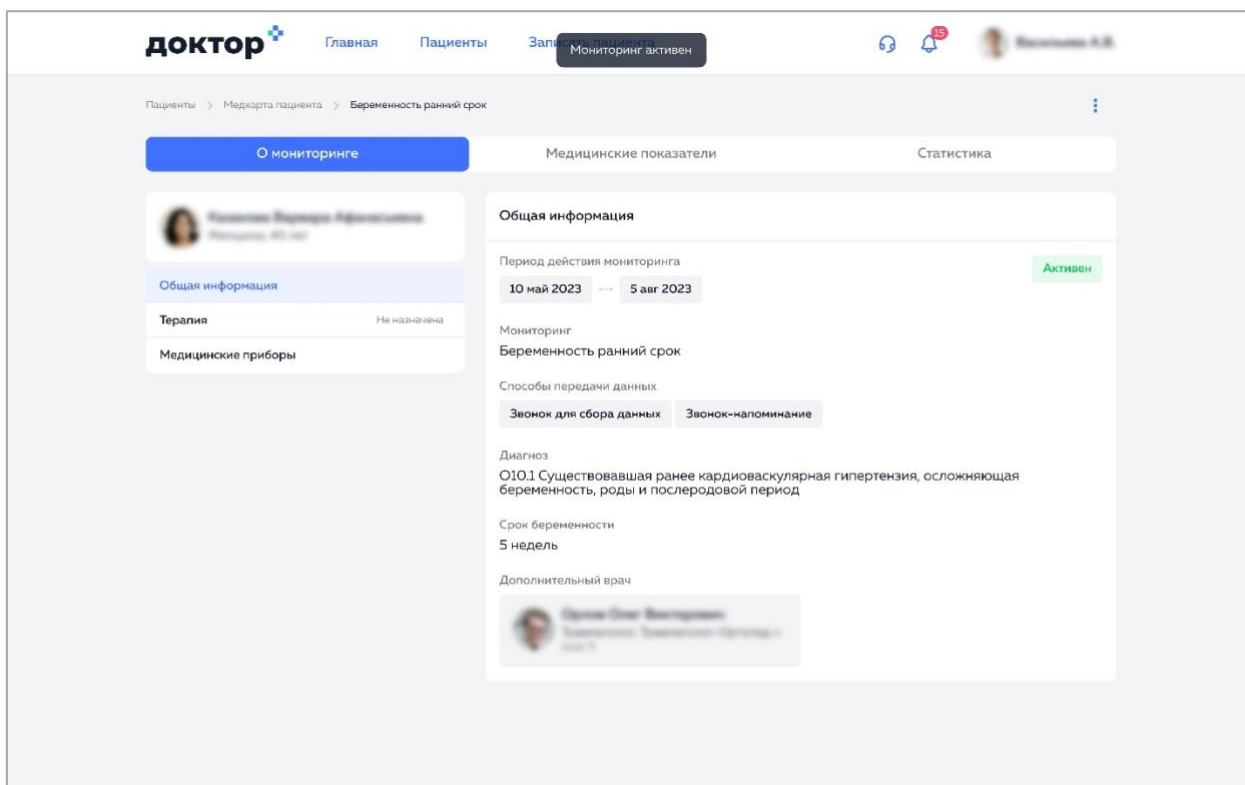 доктор
Главная Пациенты
Мониторинг активен
15
Пациенты > Медкарта пациента > Беременность ранний срок
О мониторинге Медицинские показатели Статистика
Общая информация
Период действия мониторинга
Активен
10 май 2023 — 5 авг 2023
Общая информация
Терапия Не назначена
Медицинские приборы
Мониторинг
Беременность ранний срок
Способы передачи данных
Звонок для сбора данных Звонок-напоминание
Диагноз
O10.1 Существовавшая ранее кардиоваскулярная гипертензия, осложняющая
беременность, роды и послеродовой период
Срок беременности
5 недель
Дополнительный врач